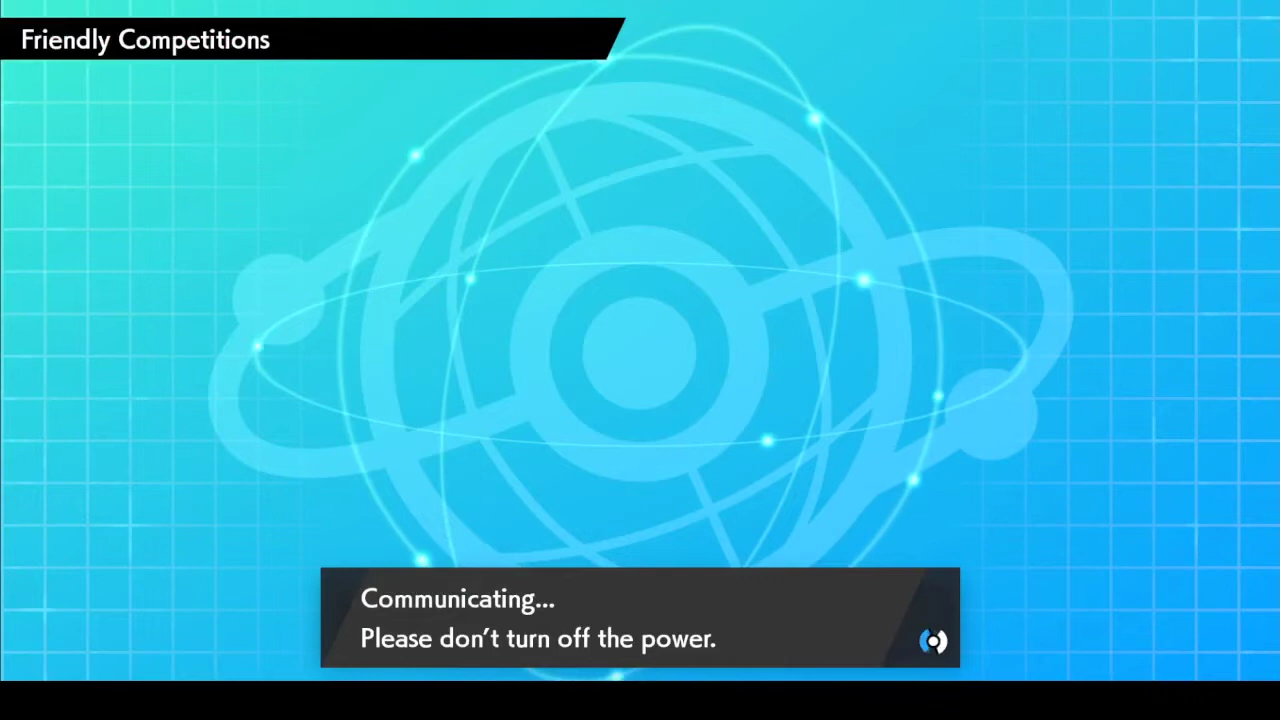 Friendly Competitions
Communicating...
Please don't turn off the power.